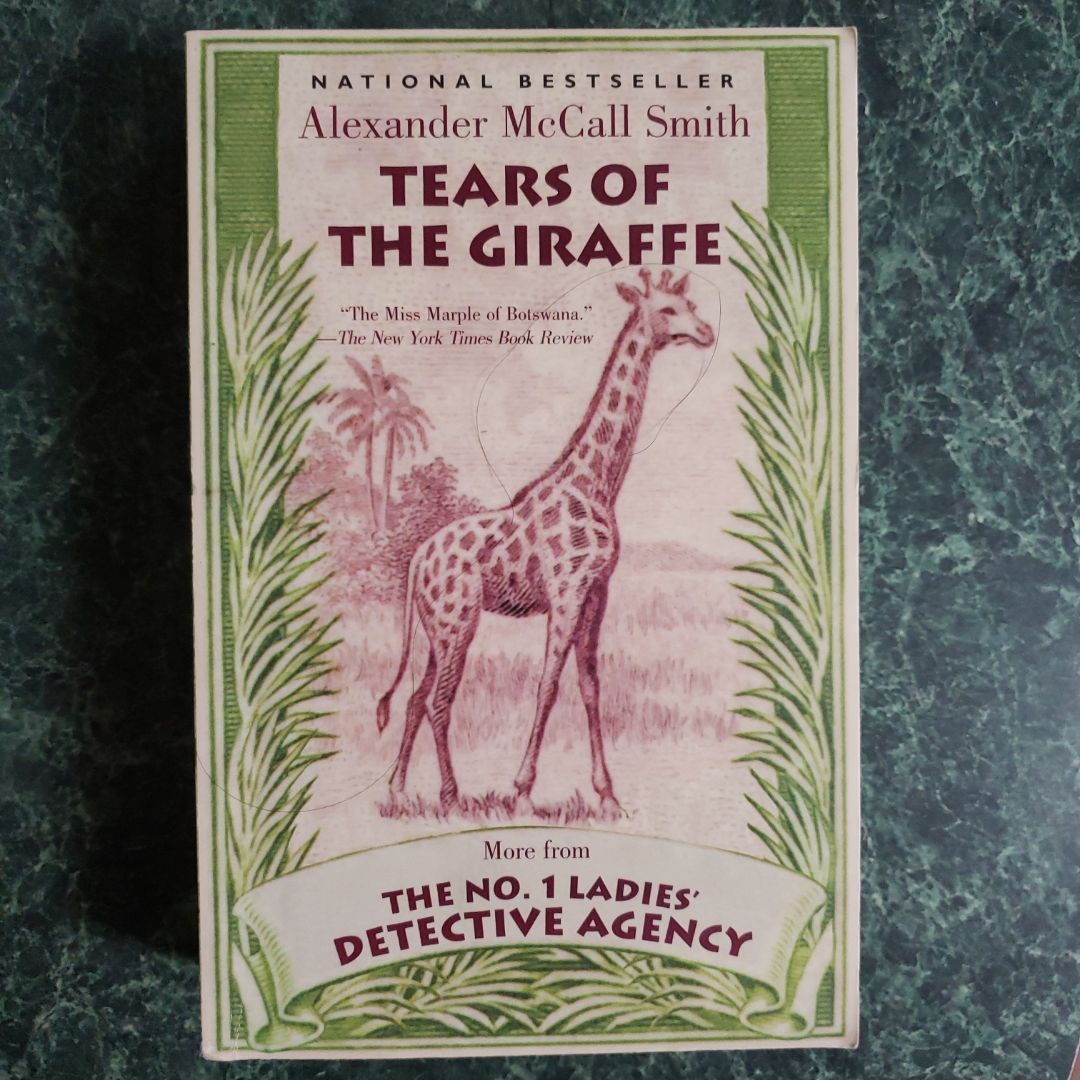 NATIONAL BESTSELLER
Alexander McCall Smith
TEARS OF
THE GIRAFFE
“The Miss Marple of Botswana.”
—The New York Times Book Review
More from
THE NO. 1 LADIES’
DETECTIVE AGENCY